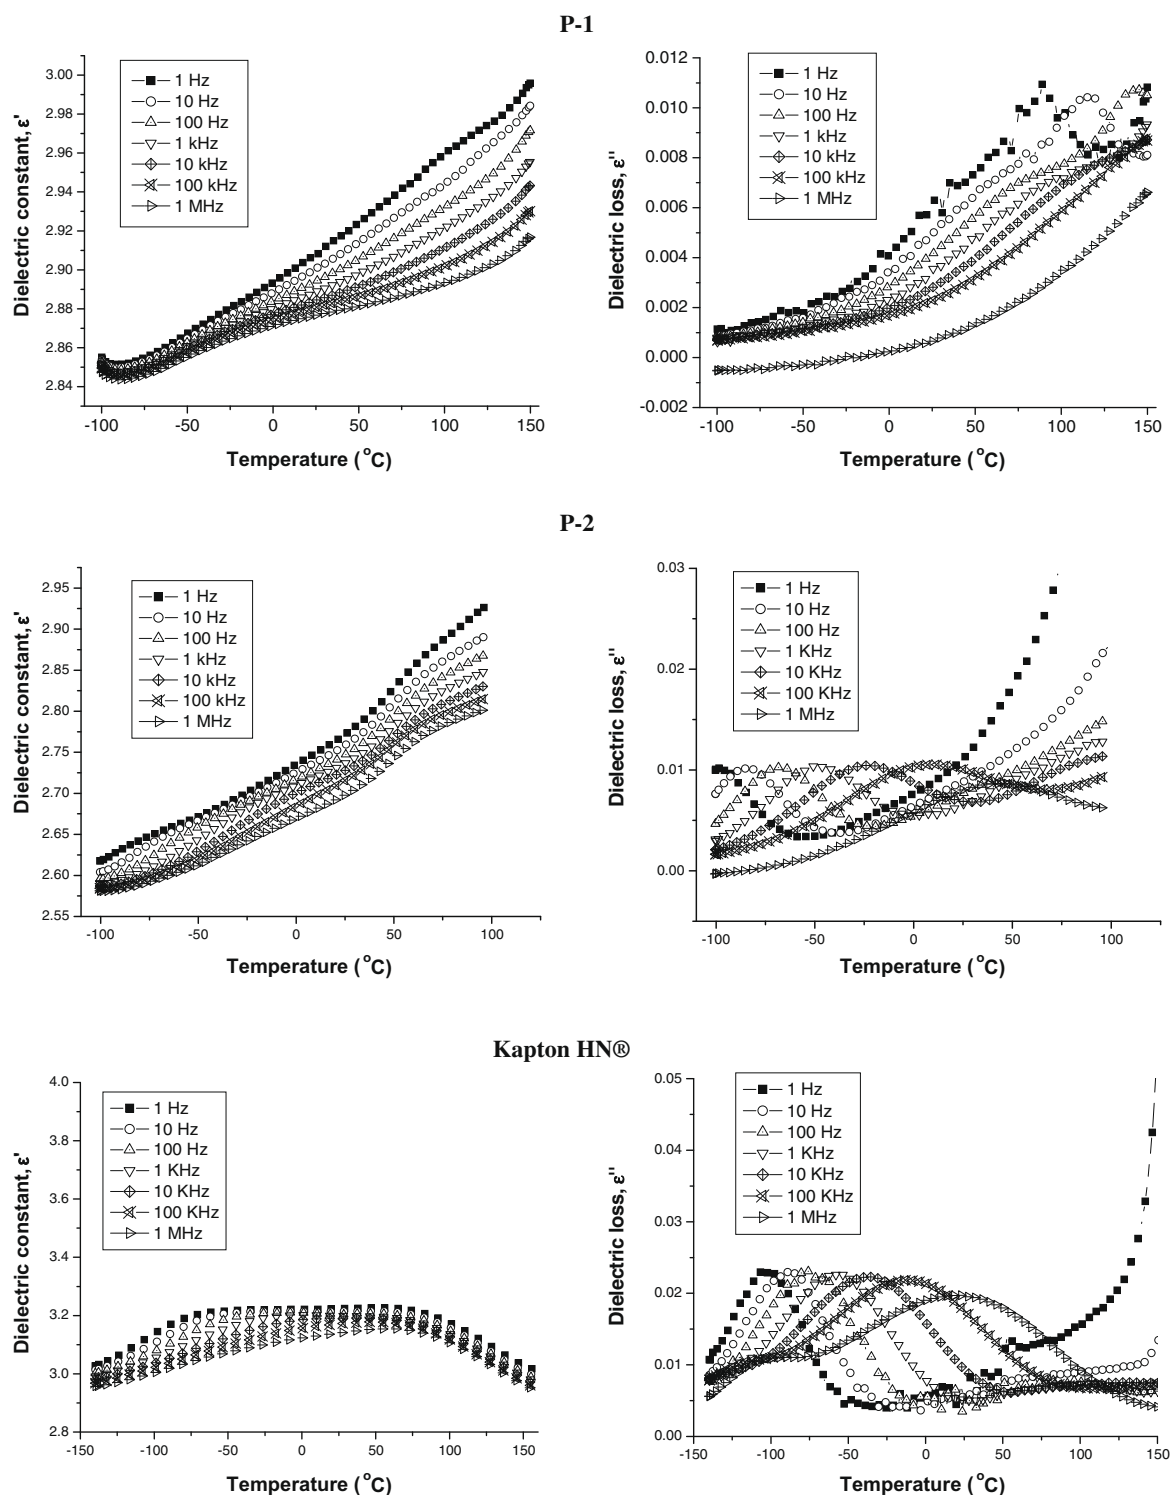 P-1
Dielectric constant, ε'
3.00
2.98
2.96
2.94
2.92
2.90
2.88
2.86
2.84
1 Hz
10 Hz
100 Hz
1 kHz
10 kHz
100 kHz
1 MHz
-100
-50
0
50
100
150
Temperature (°C)
Dielectric loss, ε''
0.012
0.010
0.008
0.006
0.004
0.002
0.000
-0.002
1 Hz
10 Hz
100 Hz
1 kHz
10 kHz
100 kHz
1 MHz
-100
-50
0
50
100
150
Temperature (°C)
P-2
Dielectric constant, ε'
2.95
2.90
2.85
2.80
2.75
2.70
2.65
2.60
2.55
1 Hz
10 Hz
100 Hz
1 kHz
10 kHz
100 kHz
1 MHz
-100
-50
0
50
100
Temperature (°C)
Dielectric loss, ε''
0.03
0.02
0.01
0.00
1 Hz
10 Hz
100 Hz
1 KHz
10 KHz
100 KHz
1 MHz
-100
-50
0
50
100
Temperature (°C)
Kapton HN®
Dielectric constant, ε'
4.0
3.8
3.6
3.4
3.2
3.0
2.8
1 Hz
10 Hz
100 Hz
1 KHz
10 KHz
100 KHz
1 MHz
-150
-100
-50
0
50
100
150
Temperature (°C)
Dielectric loss, ε''
0.05
0.04
0.03
0.02
0.01
0.00
1 Hz
10 Hz
100 Hz
1 KHz
10 KHz
100 KHz
1 MHz
-150
-100
-50
0
50
100
150
Temperature (°C)